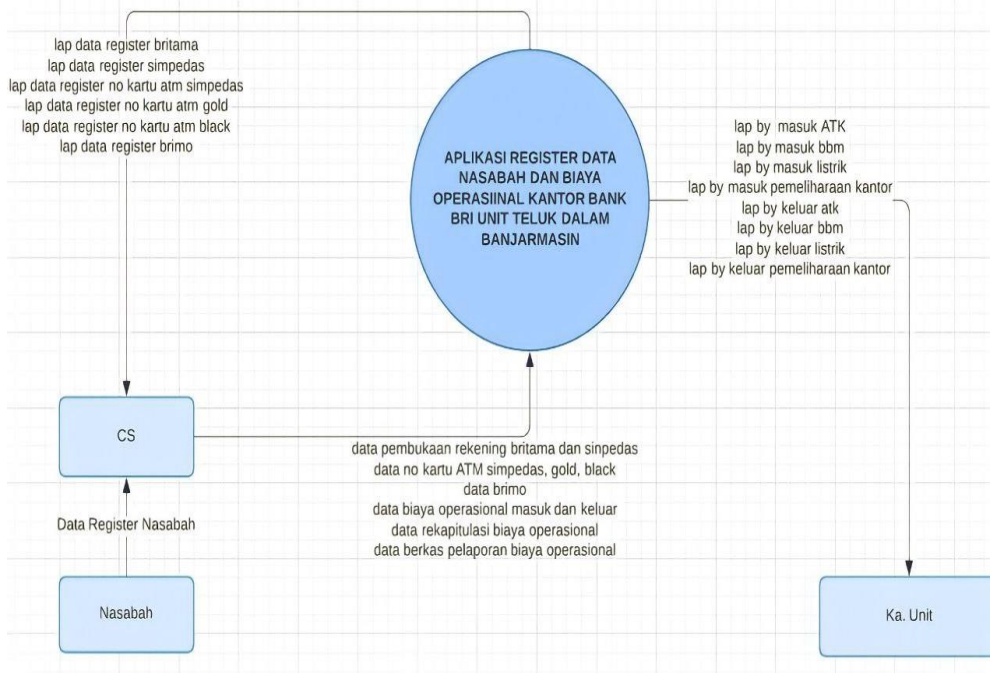 lap data register britama
lap data register simpedas
lap data register no kartu atm simpedas
lap data register no kartu atm gold
lap data register no kartu atm black
lap data register brimo
APLIKASI REGISTER DATA
NASABAH DAN BIAYA
OPERASIINAL KANTOR BANK
BRI UNIT TELUK DALAM
BANJARMASIN
lap by masuk ATK
lap by masuk bbm
lap by masuk listrik
lap by masuk pemeliharaan kantor
lap by keluar atk
lap by keluar bbm
lap by keluar listrik
lap by keluar pemeliharaan kantor
CS
data pembukaan rekening britama dan sinpedas
data no kartu ATM simpedas, gold, black
data brimo
data biaya operasional masuk dan keluar
data rekapitulasi biaya operasional
data berkas pelaporan biaya operasional
Data Register Nasabah
Nasabah
Ka. Unit